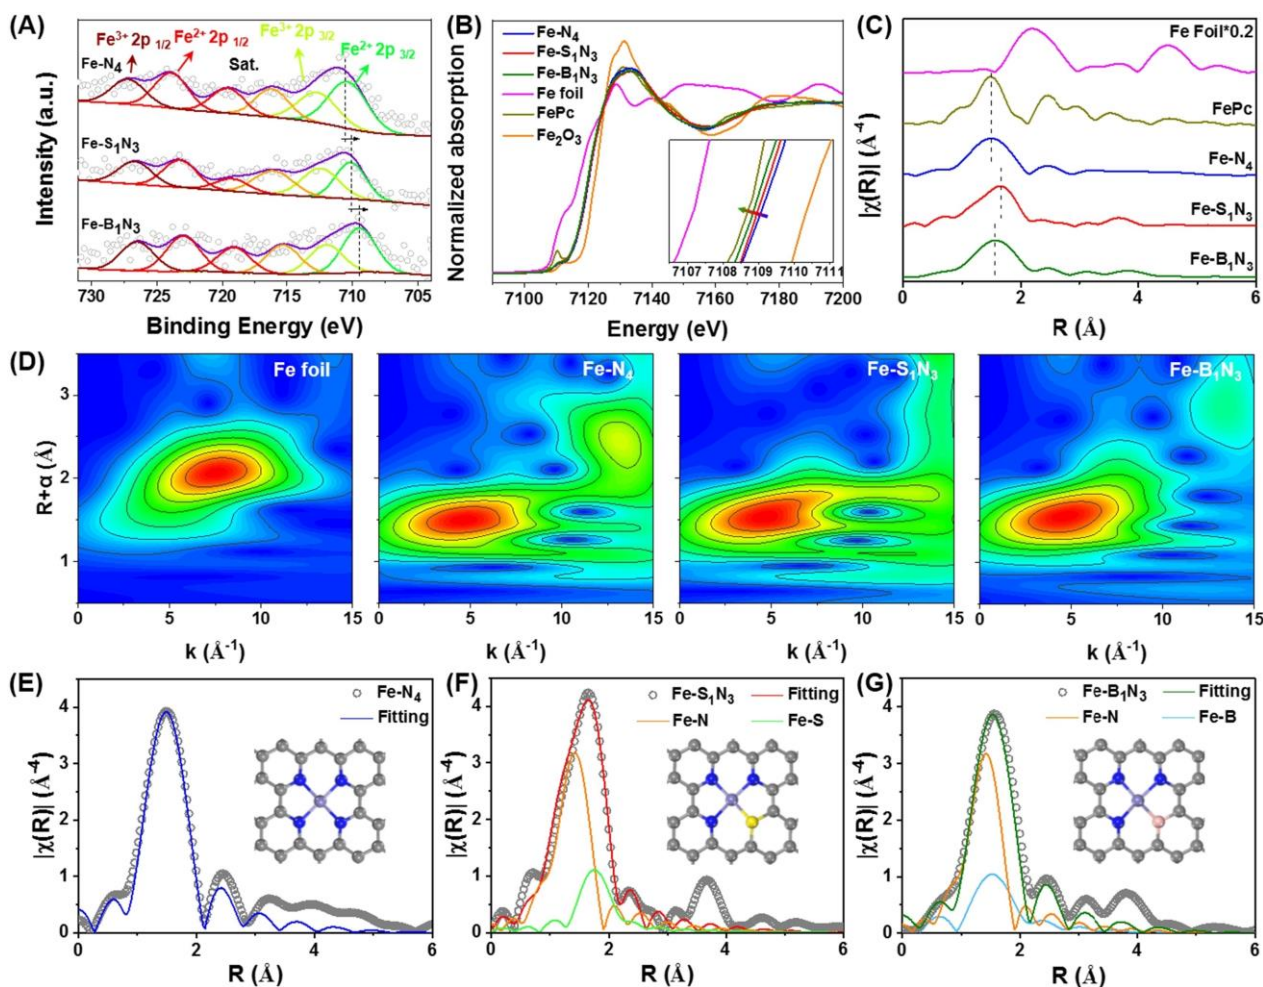 (A)
Fe³⁺ 2p 1/2 Fe²⁺ 2p 1/2 Fe³⁺ 2p 3/2 Fe²⁺ 2p 3/2
Fe-N₄
Sat.
Fe-S₁N₃
Fe-B₁N₃
Intensity (a.u.)
730 725 720 715 710 705
Binding Energy (eV)
(B)
Fe-N₄
Fe-S₁N₃
Fe-B₁N₃
Fe foil
FePc
Fe₂O₃
Normalized absorption
7107 7108 7109 7110 7111
7100 7120 7140 7160 7180 7200
Energy (eV)
(C)
Fe Foil*0.2
FePc
Fe-N₄
Fe-S₁N₃
Fe-B₁N₃
|χ(R)| (Å⁻⁴)
0 2 4 6
R (Å)
(D)
Fe foil
Fe-N₄
Fe-S₁N₃
Fe-B₁N₃
R+α (Å)
3
2
1
0 5 10 15
0 5 10 15
0 5 10 15
0 5 10 15
k (Å⁻¹)
k (Å⁻¹)
k (Å⁻¹)
k (Å⁻¹)
(E)
Fe-N₄
Fitting
|χ(R)| (Å⁻⁴)
4
3
2
1
0
0 2 4 6
R (Å)
(F)
Fe-S₁N₃ Fitting
Fe-N Fe-S
|χ(R)| (Å⁻⁴)
4
3
2
1
0
0 2 4 6
R (Å)
(G)
Fe-B₁N₃ Fitting
Fe-N Fe-B
|χ(R)| (Å⁻⁴)
4
3
2
1
0
0 2 4 6
R (Å)